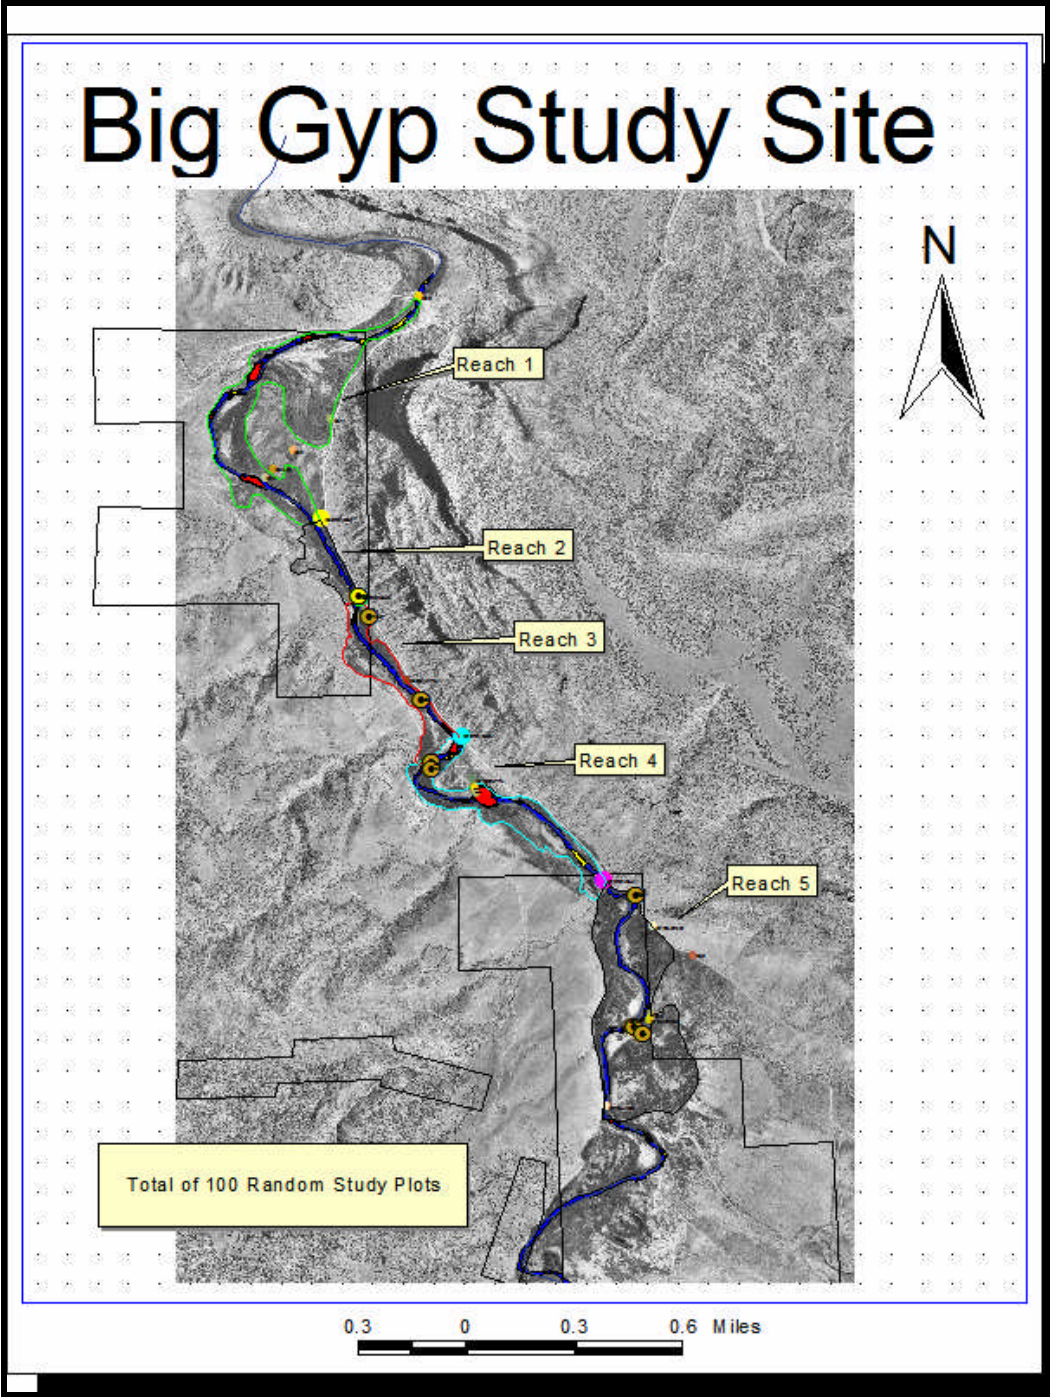 Big Gyp Study Site
N
Reach 1
Reach 2
Reach 3
Reach 4
Reach 5
Total of 100 Random Study Plots
0.3 0 0.3 0.6 Miles